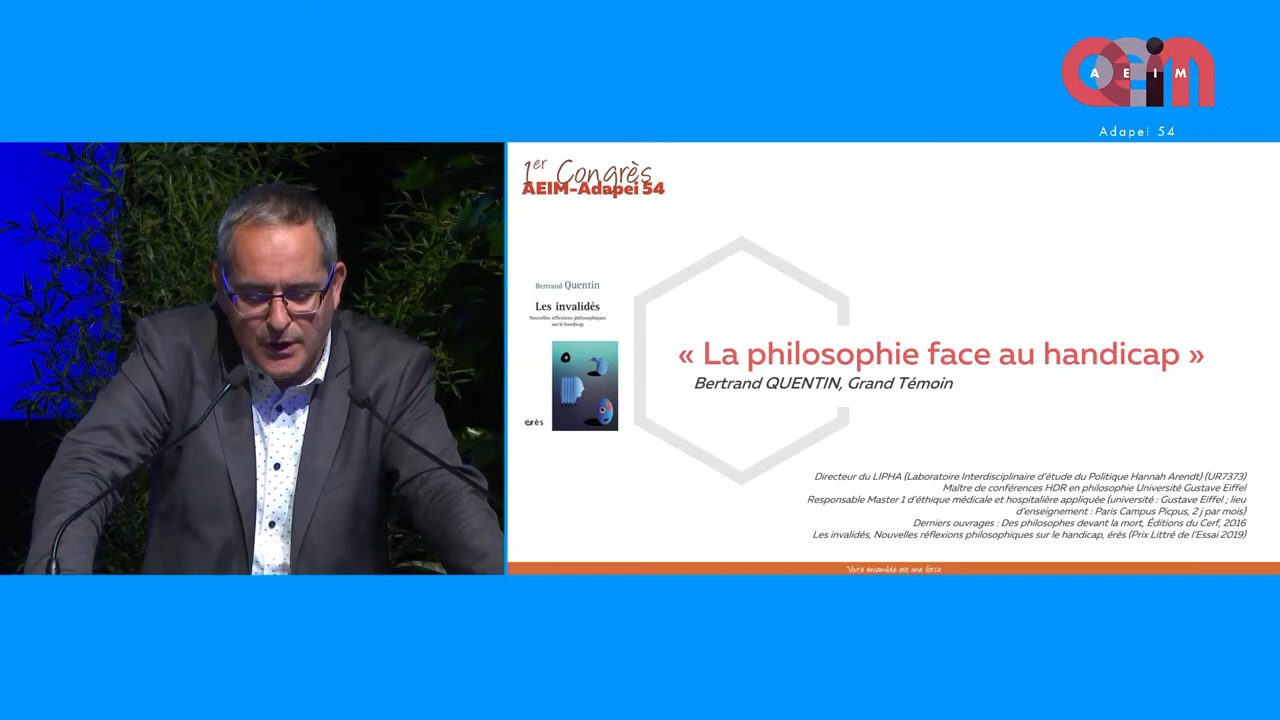 AEIM
Adapei 54
1er Congrès
AEIM-Adapei 54
Bertrand Quentin
Les invalidés
Nouvelles réflexions philosophiques
sur le handicap
érès
« La philosophie face au handicap »
Bertrand QUENTIN, Grand Témoin
Directeur du LIPHA (Laboratoire Interdisciplinaire d'étude du Politique Hannah Arendt) (UR7373)
Maître de conférences HDR en philosophie Université Gustave Eiffel
Responsable Master 1 d'éthique médicale et hospitalière appliquée (université : Gustave Eiffel ; lieu
d'enseignement : Paris Campus Picpus, 2 j par mois)
Derniers ouvrages : Des philosophes devant la mort, Éditions du Cerf, 2016
Les invalidés, Nouvelles réflexions philosophiques sur le handicap, érès (Prix Littré de l'Essai 2019)
"Vivre ensemble est une force